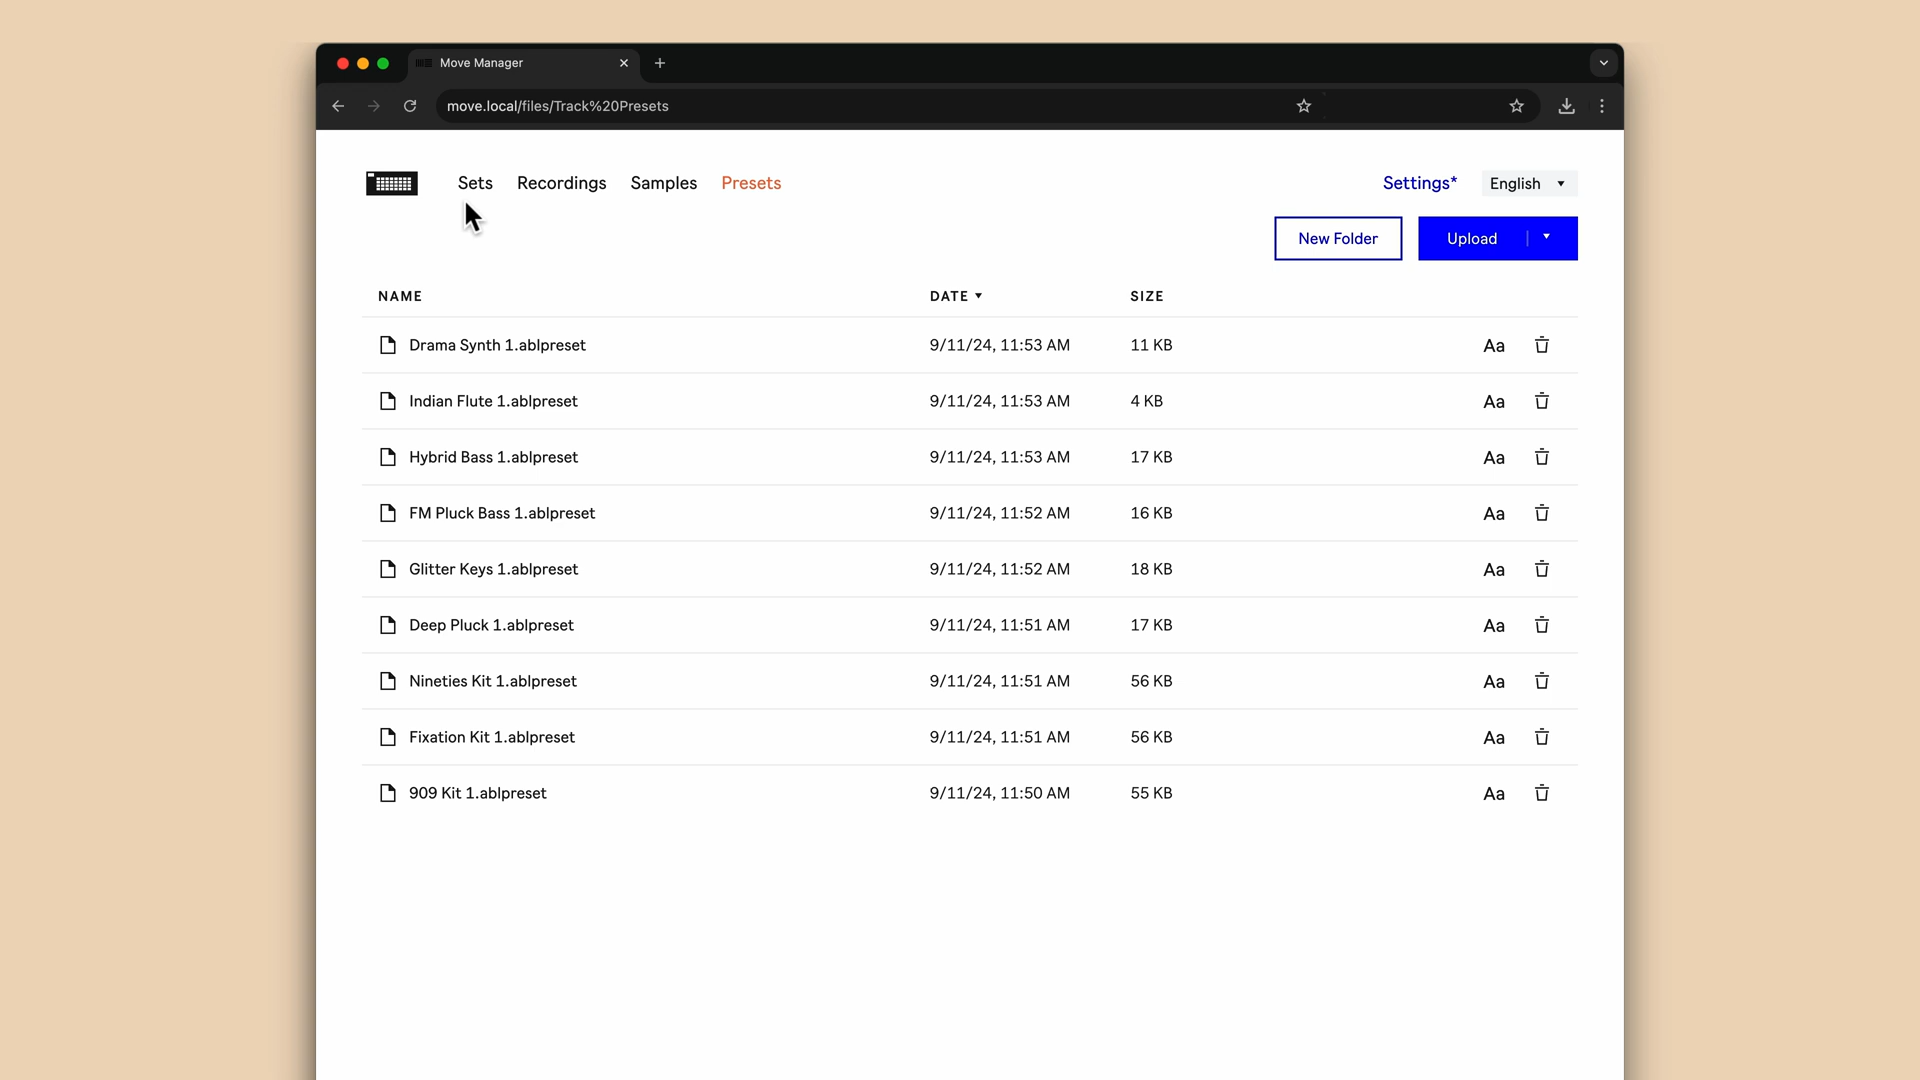 Move Manager
move.local/files/Track%20Presets
Sets Recordings Samples Presets Settings* English
New Folder Upload
NAME DATE SIZE
Drama Synth 1.ablpreset 9/11/24, 11:53 AM 11 KB Aa
Indian Flute 1.ablpreset 9/11/24, 11:53 AM 4 KB Aa
Hybrid Bass 1.ablpreset 9/11/24, 11:53 AM 17 KB Aa
FM Pluck Bass 1.ablpreset 9/11/24, 11:52 AM 16 KB Aa
Glitter Keys 1.ablpreset 9/11/24, 11:52 AM 18 KB Aa
Deep Pluck 1.ablpreset 9/11/24, 11:51 AM 17 KB Aa
Nineties Kit 1.ablpreset 9/11/24, 11:51 AM 56 KB Aa
Fixation Kit 1.ablpreset 9/11/24, 11:51 AM 56 KB Aa
909 Kit 1.ablpreset 9/11/24, 11:50 AM 55 KB Aa